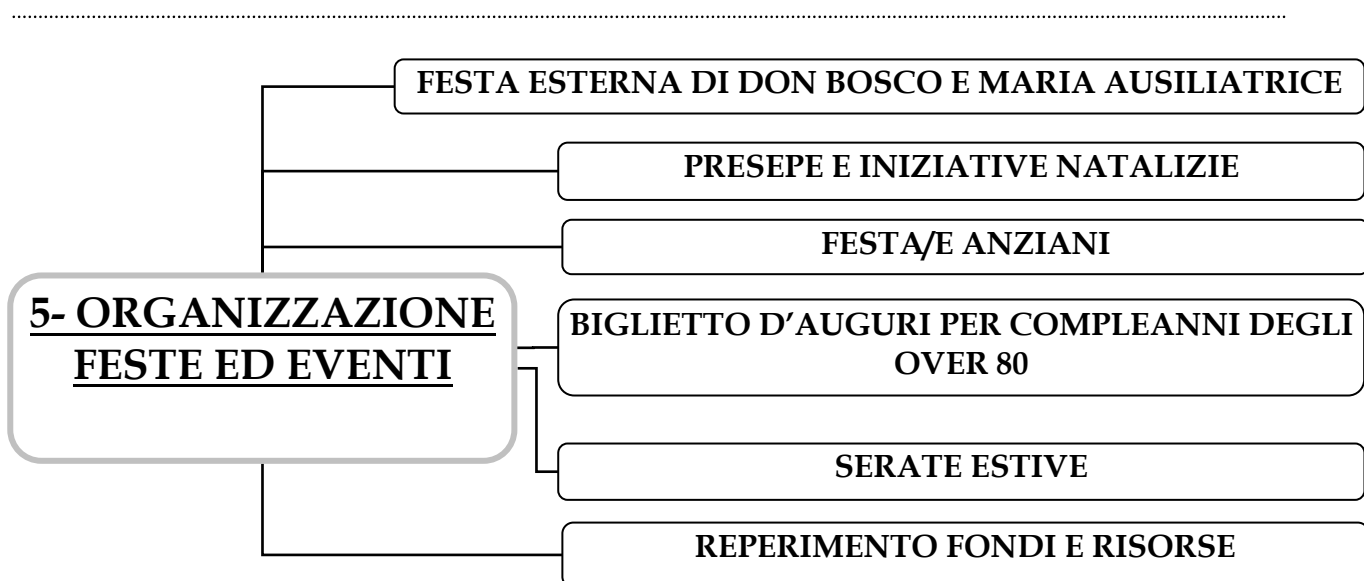 FESTA ESTERNA DI DON BOSCO E MARIA AUSILIATRICE
PRESEPE E INIZIATIVE NATALIZIE
FESTA/E ANZIANI
5- ORGANIZZAZIONE
FESTE ED EVENTI
BIGLIETTO D’AUGURI PER COMPLEANNI DEGLI
OVER 80
SERATE ESTIVE
REPERIMENTO FONDI E RISORSE